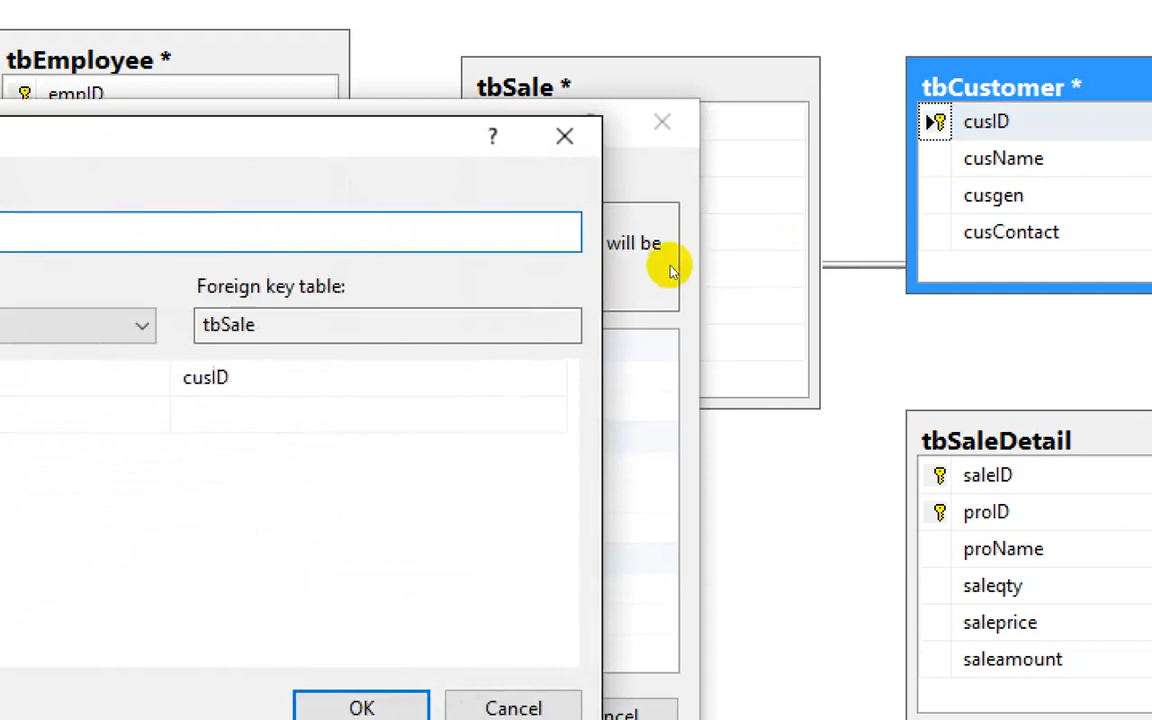 tbEmployee *
empID
tbSale *
tbCustomer *
cusID
cusName
cusgen
cusContact
?
will be
Foreign key table:
tbSale
cusID
tbSaleDetail
saleID
proID
proName
saleqty
saleprice
saleamount
OK
Cancel